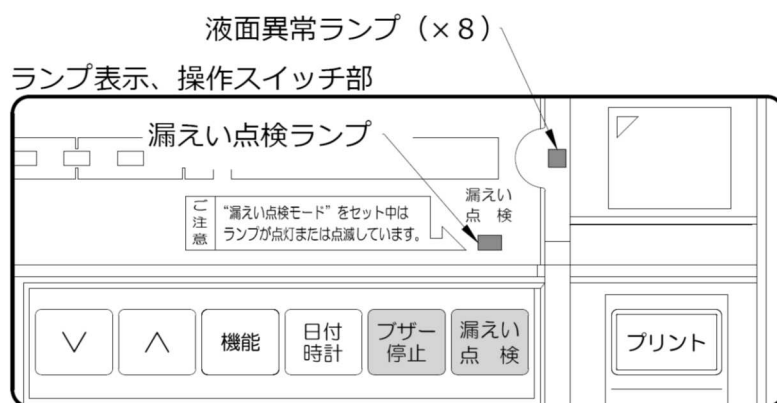 液面異常ランプ（×８）
ランプ表示、操作スイッチ部
漏えい点検ランプ
漏えい
点 検
ご注意
“漏えい点検モード”をセット中は
ランプが点灯または点滅しています。
∨
∧
機能
日付
時計
ブザー
停止
漏えい
点 検
プリント